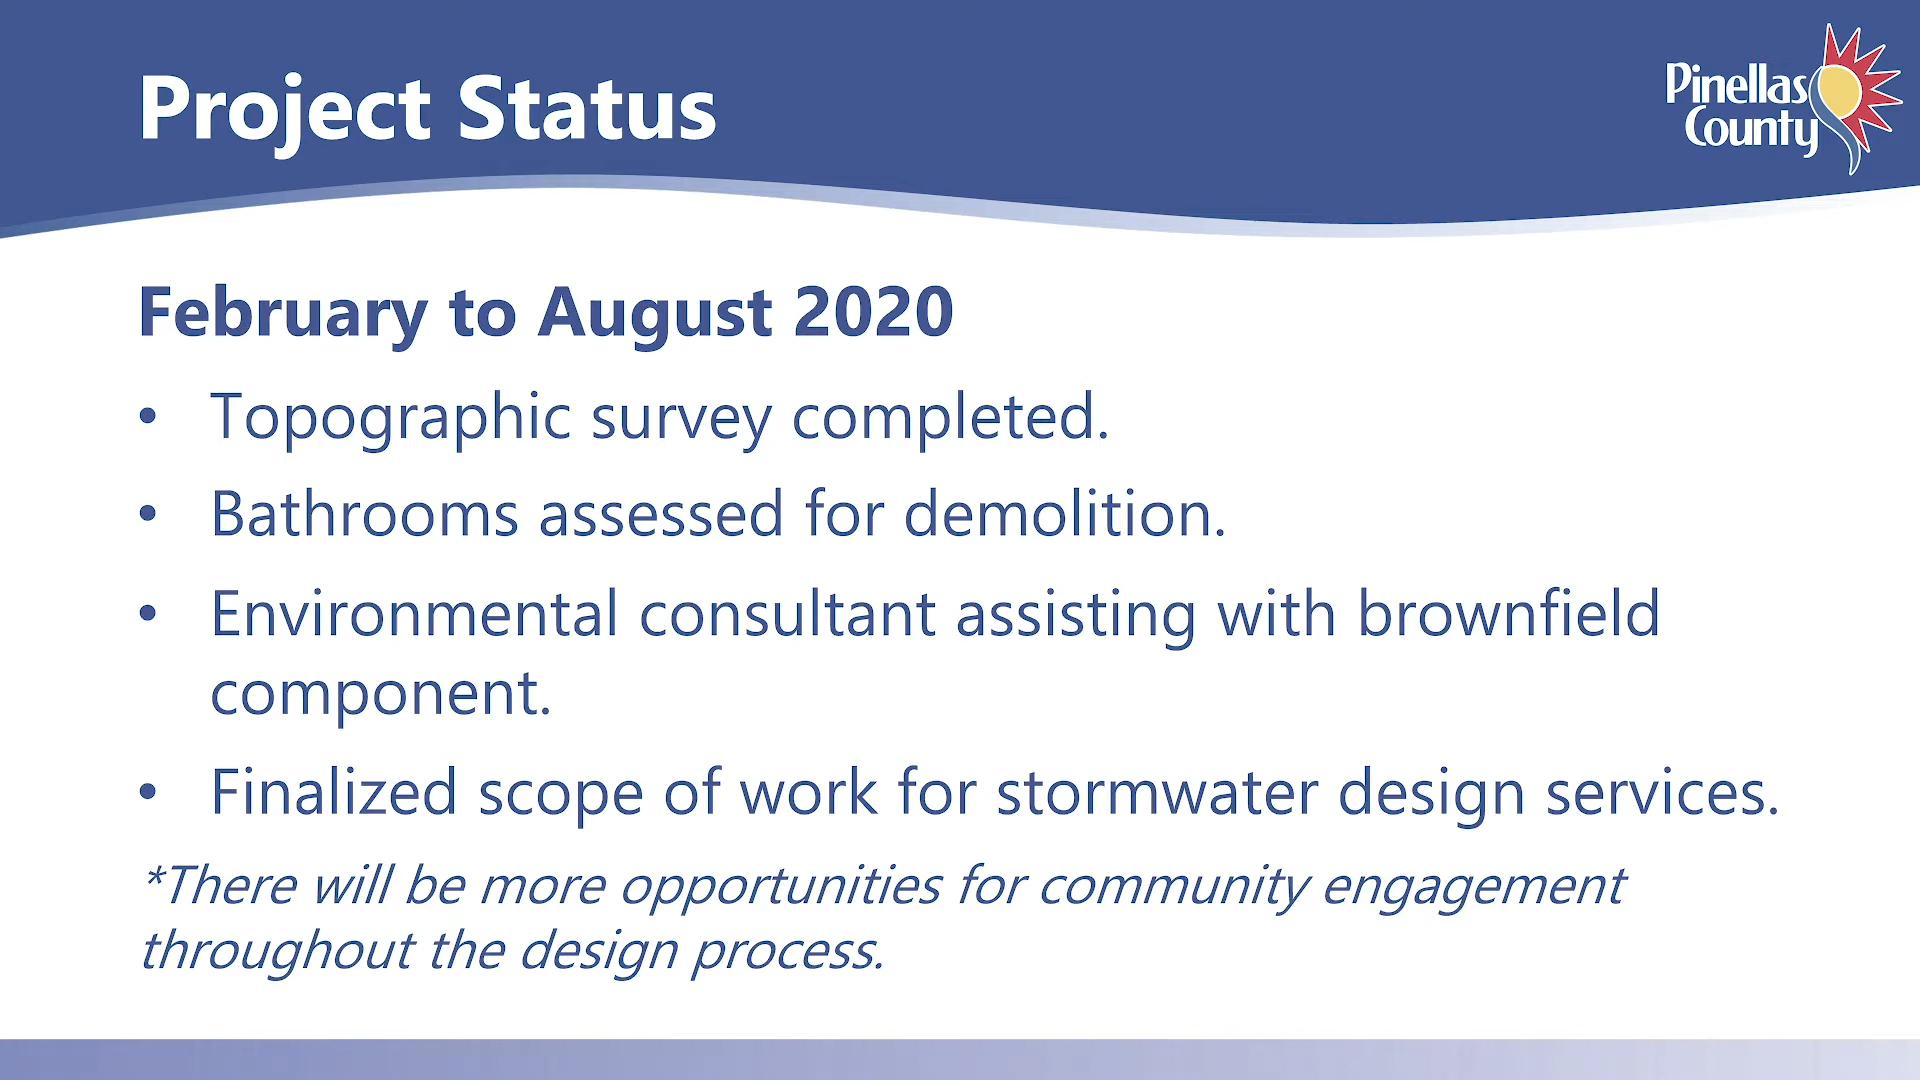 Project Status
Pinellas
County
February to August 2020
• Topographic survey completed.
• Bathrooms assessed for demolition.
• Environmental consultant assisting with brownfield
component.
• Finalized scope of work for stormwater design services.
*There will be more opportunities for community engagement
throughout the design process.